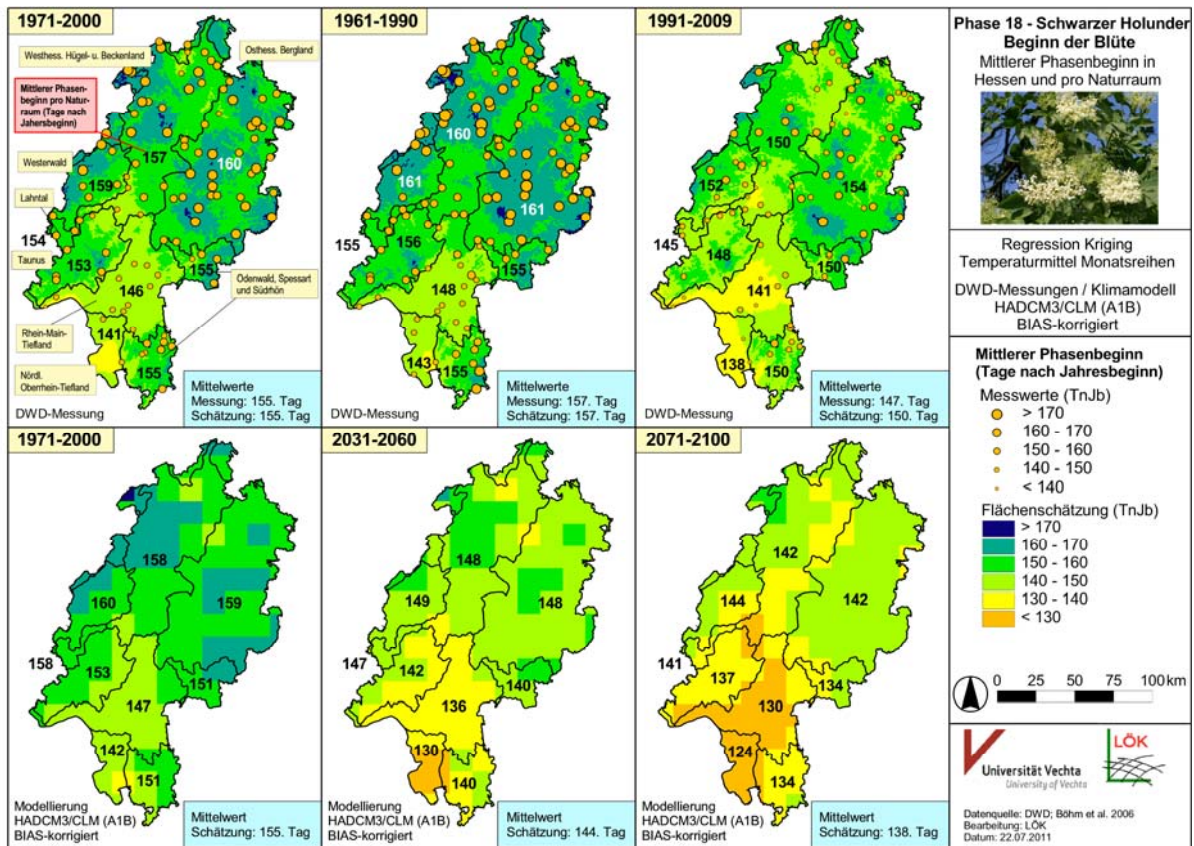 1971-2000
Westhess. Hügel- u. Beckenland
Osthess. Bergland
Mittlerer Phasen-
beginn pro Natur-
raum (Tage nach
Jahersbeginn)
157
160
Westerwald
159
Lahntal
154
Taunus
153
155
146
Odenwald, Spessart
und Südrhön
Rhein-Main-
Tiefland
141
Nördl.
Oberrhein-Tiefland
155
DWD-Messung
Mittelwerte
Messung: 155. Tag
Schätzung: 155. Tag
1961-1990
160
161
161
155
156
155
148
143
155
DWD-Messung
Mittelwerte
Messung: 157. Tag
Schätzung: 157. Tag
1991-2009
150
152
154
145
148
150
141
138
150
DWD-Messung
Mittelwerte
Messung: 147. Tag
Schätzung: 150. Tag
1971-2000
158
160
159
158
153
151
147
142
151
Modellierung
HADCM3/CLM (A1B)
BIAS-korrigiert
Mittelwert
Schätzung: 155. Tag
2031-2060
148
149
148
147
142
140
136
130
140
Modellierung
HADCM3/CLM (A1B)
BIAS-korrigiert
Mittelwert
Schätzung: 144. Tag
2071-2100
142
144
142
141
137
134
130
124
134
Modellierung
HADCM3/CLM (A1B)
BIAS-korrigiert
Mittelwert
Schätzung: 138. Tag
Phase 18 - Schwarzer Holunder
Beginn der Blüte
Mittlerer Phasenbeginn in
Hessen und pro Naturraum
Regression Kriging
Temperaturmittel Monatsreihen
DWD-Messungen / Klimamodell
HADCM3/CLM (A1B)
BIAS-korrigiert
Mittlerer Phasenbeginn
(Tage nach Jahresbeginn)
Messwerte (TnJb)
> 170
160 - 170
150 - 160
140 - 150
< 140
Flächenschätzung (TnJb)
> 170
160 - 170
150 - 160
140 - 150
130 - 140
< 130
0 25 50 75 100 km
Universität Vechta
University of Vechta
LÖK
Datenquelle: DWD; Böhm et al. 2006
Bearbeitung: LÖK
Datum: 22.07.2011